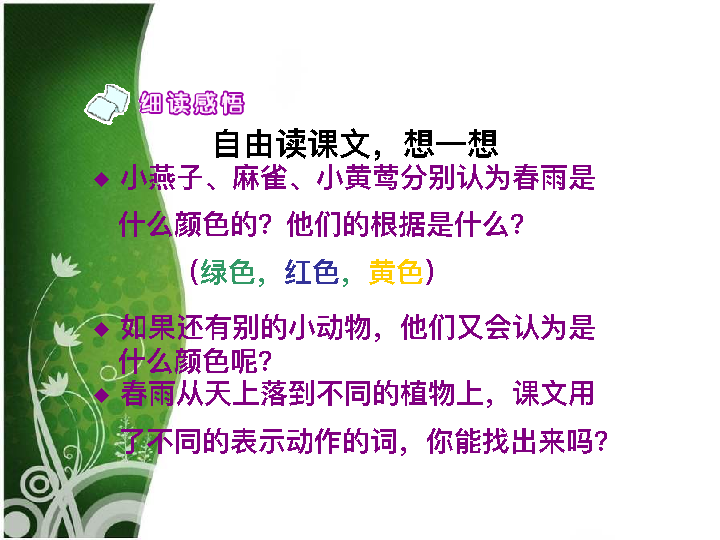 细读感悟
自由读课文，想一想
◆ 小燕子、麻雀、小黄莺分别认为春雨是
什么颜色的？他们的根据是什么？
（绿色，红色，黄色）
◆ 如果还有别的小动物，他们又会认为是
什么颜色呢？
◆ 春雨从天上落到不同的植物上，课文用
了不同的表示动作的词，你能找出来吗？